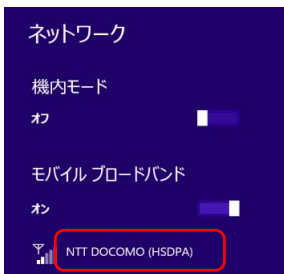 ネットワーク
機内モード
オフ
モバイル ブロードバンド
オン
NTT DOCOMO (HSDPA)